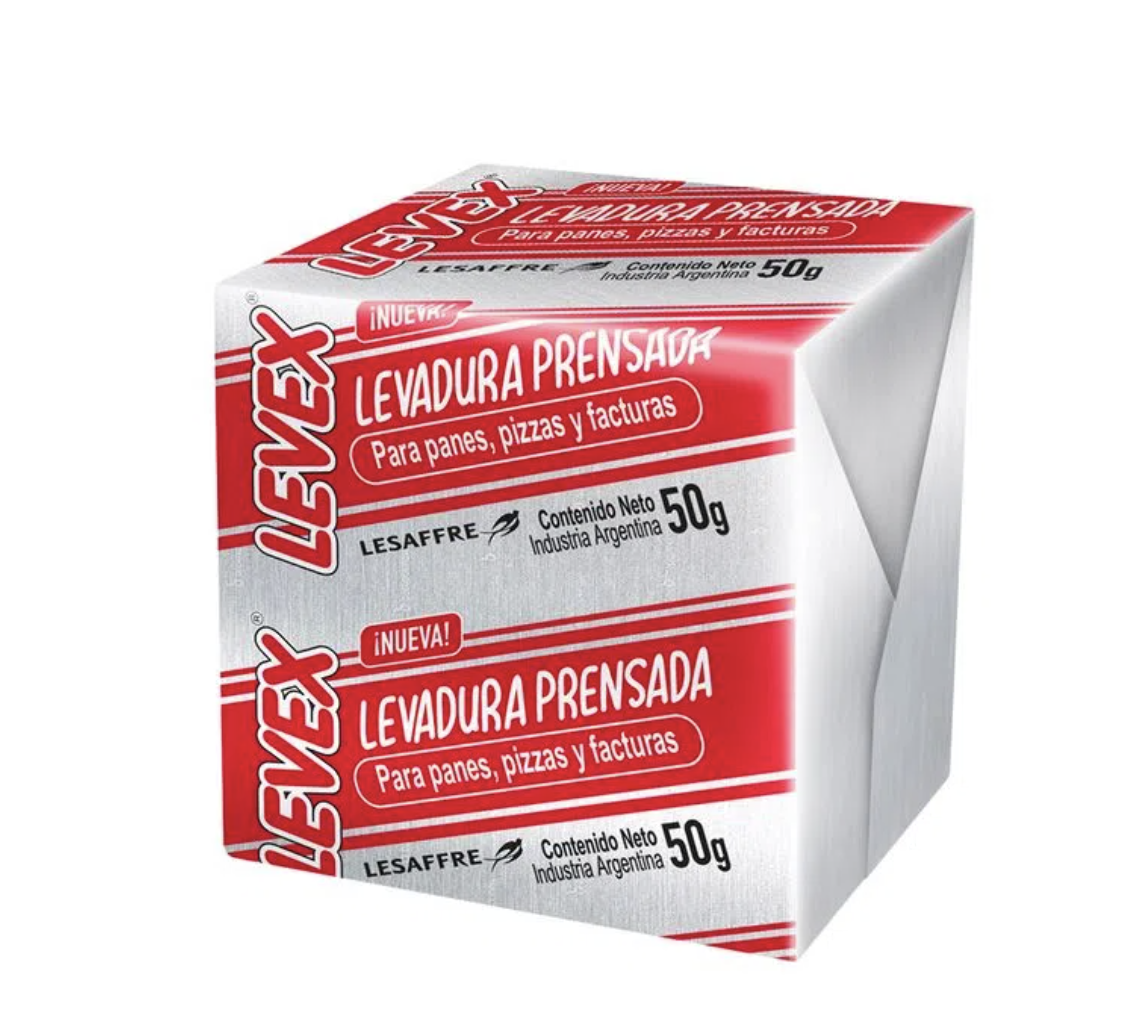 LEVEX®
¡NUEVA!
LEVADURA PRENSADA
Para panes, pizzas y facturas
LESAFFRE
Contenido Neto
Industria Argentina
50g
LEVEX®
¡NUEVA!
LEVADURA PRENSADA
Para panes, pizzas y facturas
LESAFFRE
Contenido Neto
Industria Argentina
50g
LEVEX®
¡NUEVA!
LEVADURA PRENSADA
Para panes, pizzas y facturas
LESAFFRE
Contenido Neto
Industria Argentina
50g